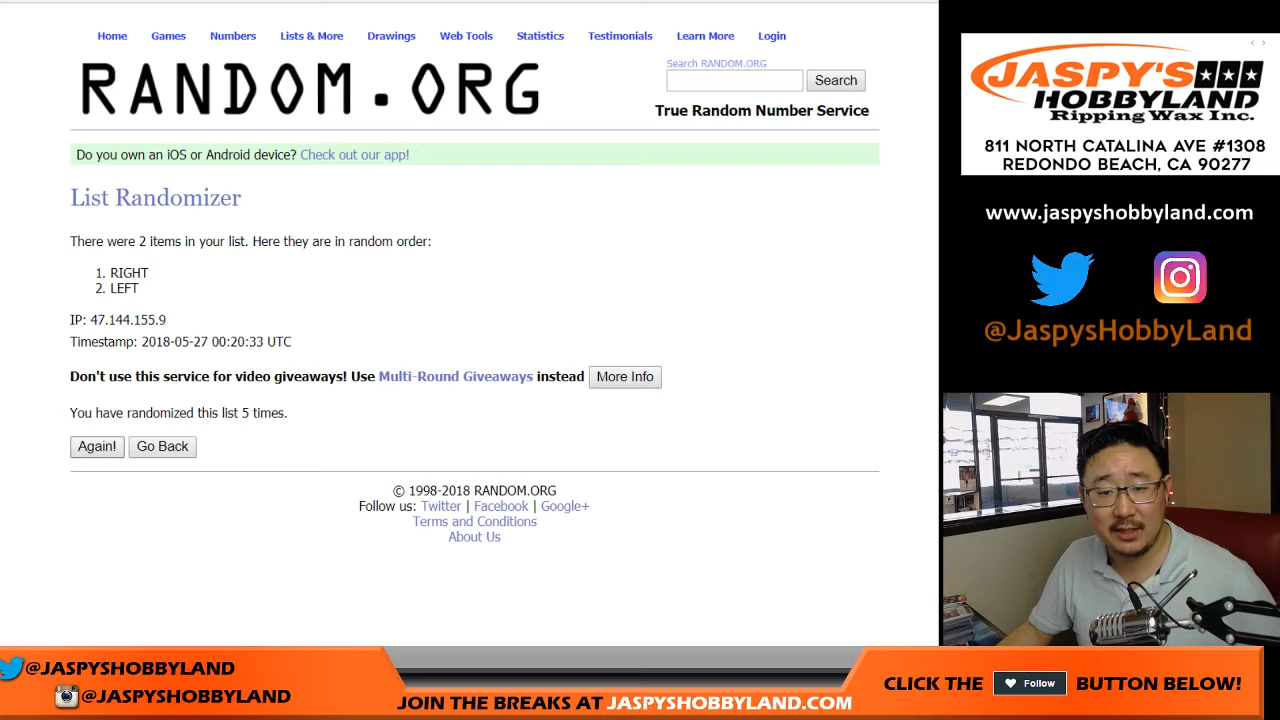 Home Games Numbers Lists & More Drawings Web Tools Statistics Testimonials Learn More Login
RANDOM.ORG
Search RANDOM.ORG
Search
True Random Number Service
Do you own an iOS or Android device? Check out our app!
List Randomizer
There were 2 items in your list. Here they are in random order:
1. RIGHT
2. LEFT
IP: 47.144.155.9
Timestamp: 2018-05-27 00:20:33 UTC
Don't use this service for video giveaways! Use Multi-Round Giveaways instead More Info
You have randomized this list 5 times.
Again! Go Back
© 1998-2018 RANDOM.ORG
Follow us: Twitter | Facebook | Google+
Terms and Conditions
About Us
JASPY'S
HOBBYLAND
Ripping Wax Inc.
811 NORTH CATALINA AVE #1308
REDONDO BEACH, CA 90277
www.jaspyshobbyland.com
@JaspysHobbyLand
@JASPYSHOBBYLAND
@JASPYSHOBBYLAND
JOIN THE BREAKS AT JASPYSHOBBYLAND.COM
CLICK THE Follow BUTTON BELOW!